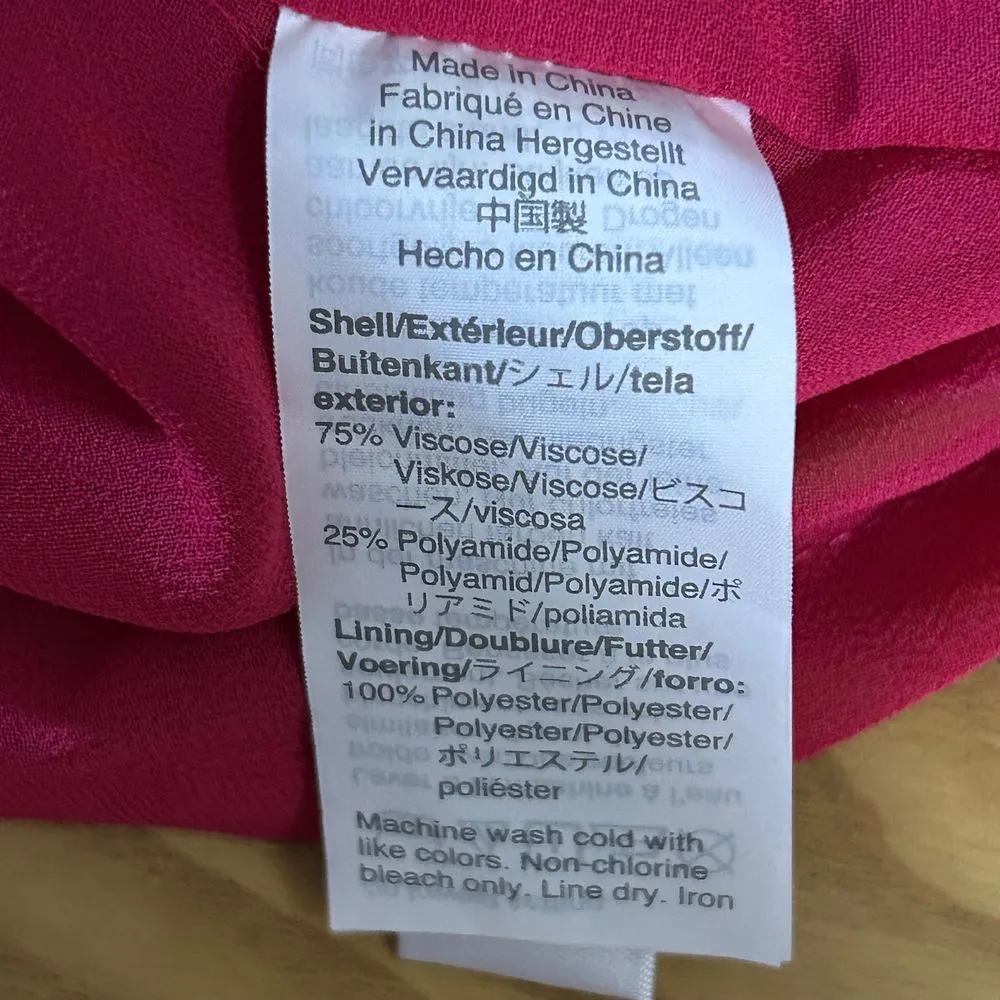 Made in China
Fabriqué en Chine
in China Hergestellt
Vervaardigd in China
中国製
Hecho en China
Shell/Extérieur/Oberstoff/
Buitenkant/シェル/tela
exterior:
75% Viscose/Viscose/
Viskose/Viscose/ビスコ
ース/viscosa
25% Polyamide/Polyamide/
Polyamid/Polyamide/ポ
リアミド/poliamida
Lining/Doublure/Futter/
Voering/ライニング/forro:
100% Polyester/Polyester/
Polyester/Polyester/
ポリエステル/
poliéster
Machine wash cold with
like colors. Non-chlorine
bleach only. Line dry. Iron